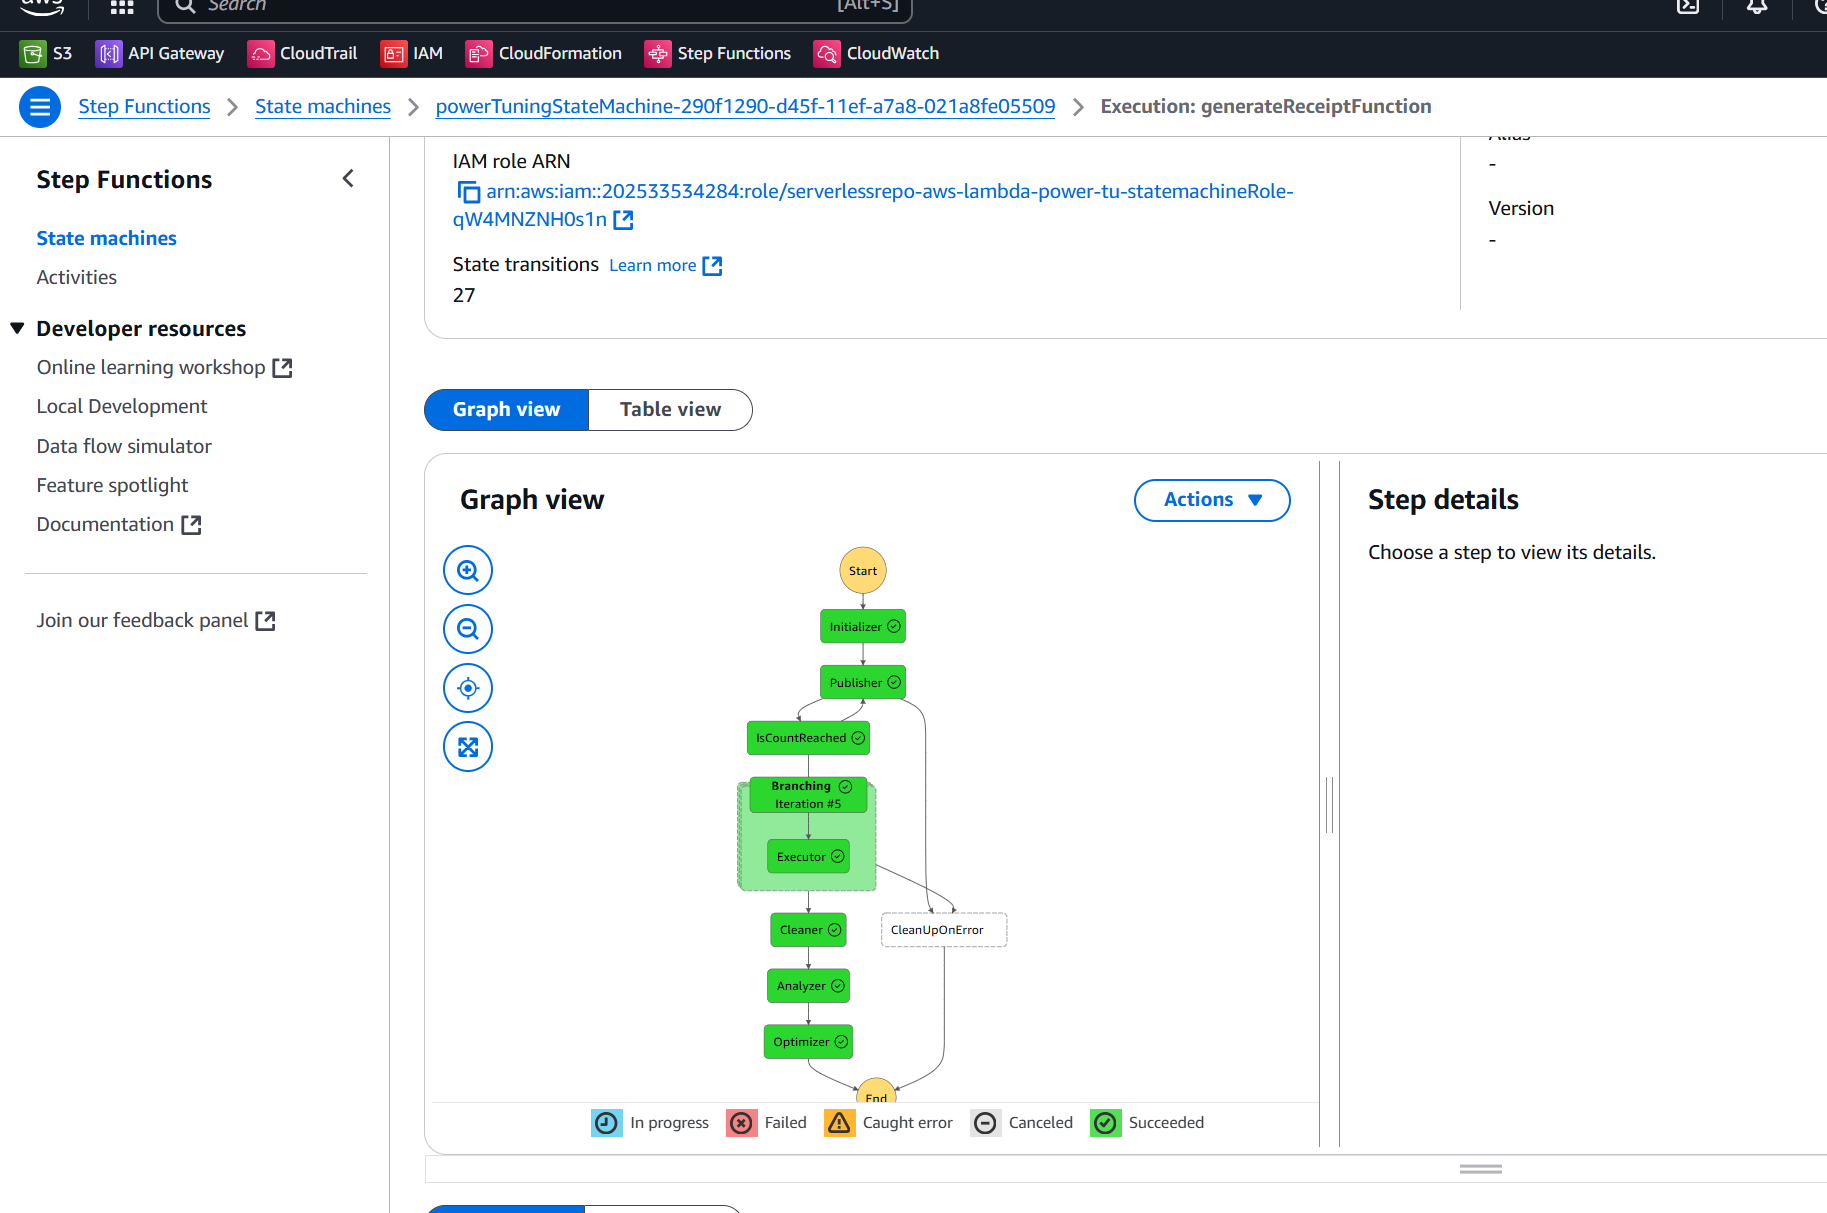 aws
Search [Alt+S]
S3 API Gateway CloudTrail IAM CloudFormation Step Functions CloudWatch
Step Functions State machines powerTuningStateMachine-290f1290-d45f-11ef-a7a8-021a8fe05509 Execution: generateReceiptFunction
Step Functions
State machines
Activities
Developer resources
Online learning workshop
Local Development
Data flow simulator
Feature spotlight
Documentation
Join our feedback panel
IAM role ARN
arn:aws:iam::202533534284:role/serverlessrepo-aws-lambda-power-tu-statemachineRole-
qW4MNZNH0s1n
State transitions Learn more
27
Alias
-
Version
-
Graph view Table view
Graph view
Actions
Start
Initializer
Publisher
IsCountReached
Branching
Iteration #5
Executor
Cleaner
CleanUpOnError
Analyzer
Optimizer
End
In progress Failed Caught error Canceled Succeeded
Step details
Choose a step to view its details.